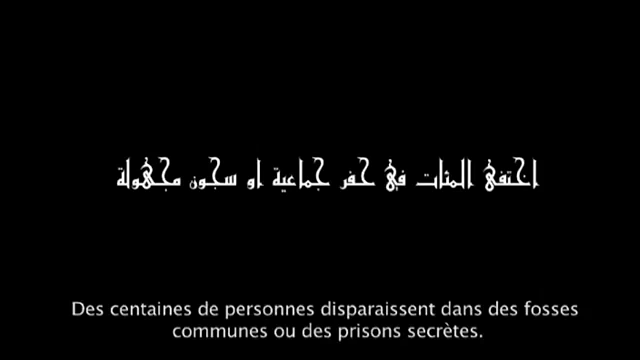 اختفى المئات في حفر جماعية او سجون مجهولة
Des centaines de personnes disparaissent dans des fosses
communes ou des prisons secrètes.